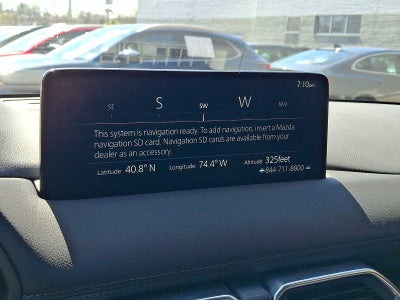 7:10pm
SE S SW W NW
This system is navigation ready. To add navigation, insert a Mazda
navigation SD card. Navigation SD cards are available from your
dealer as an accessory.
Latitude: 40.8° N Longitude: 74.4° W Altitude: 325feet
844-711-8800